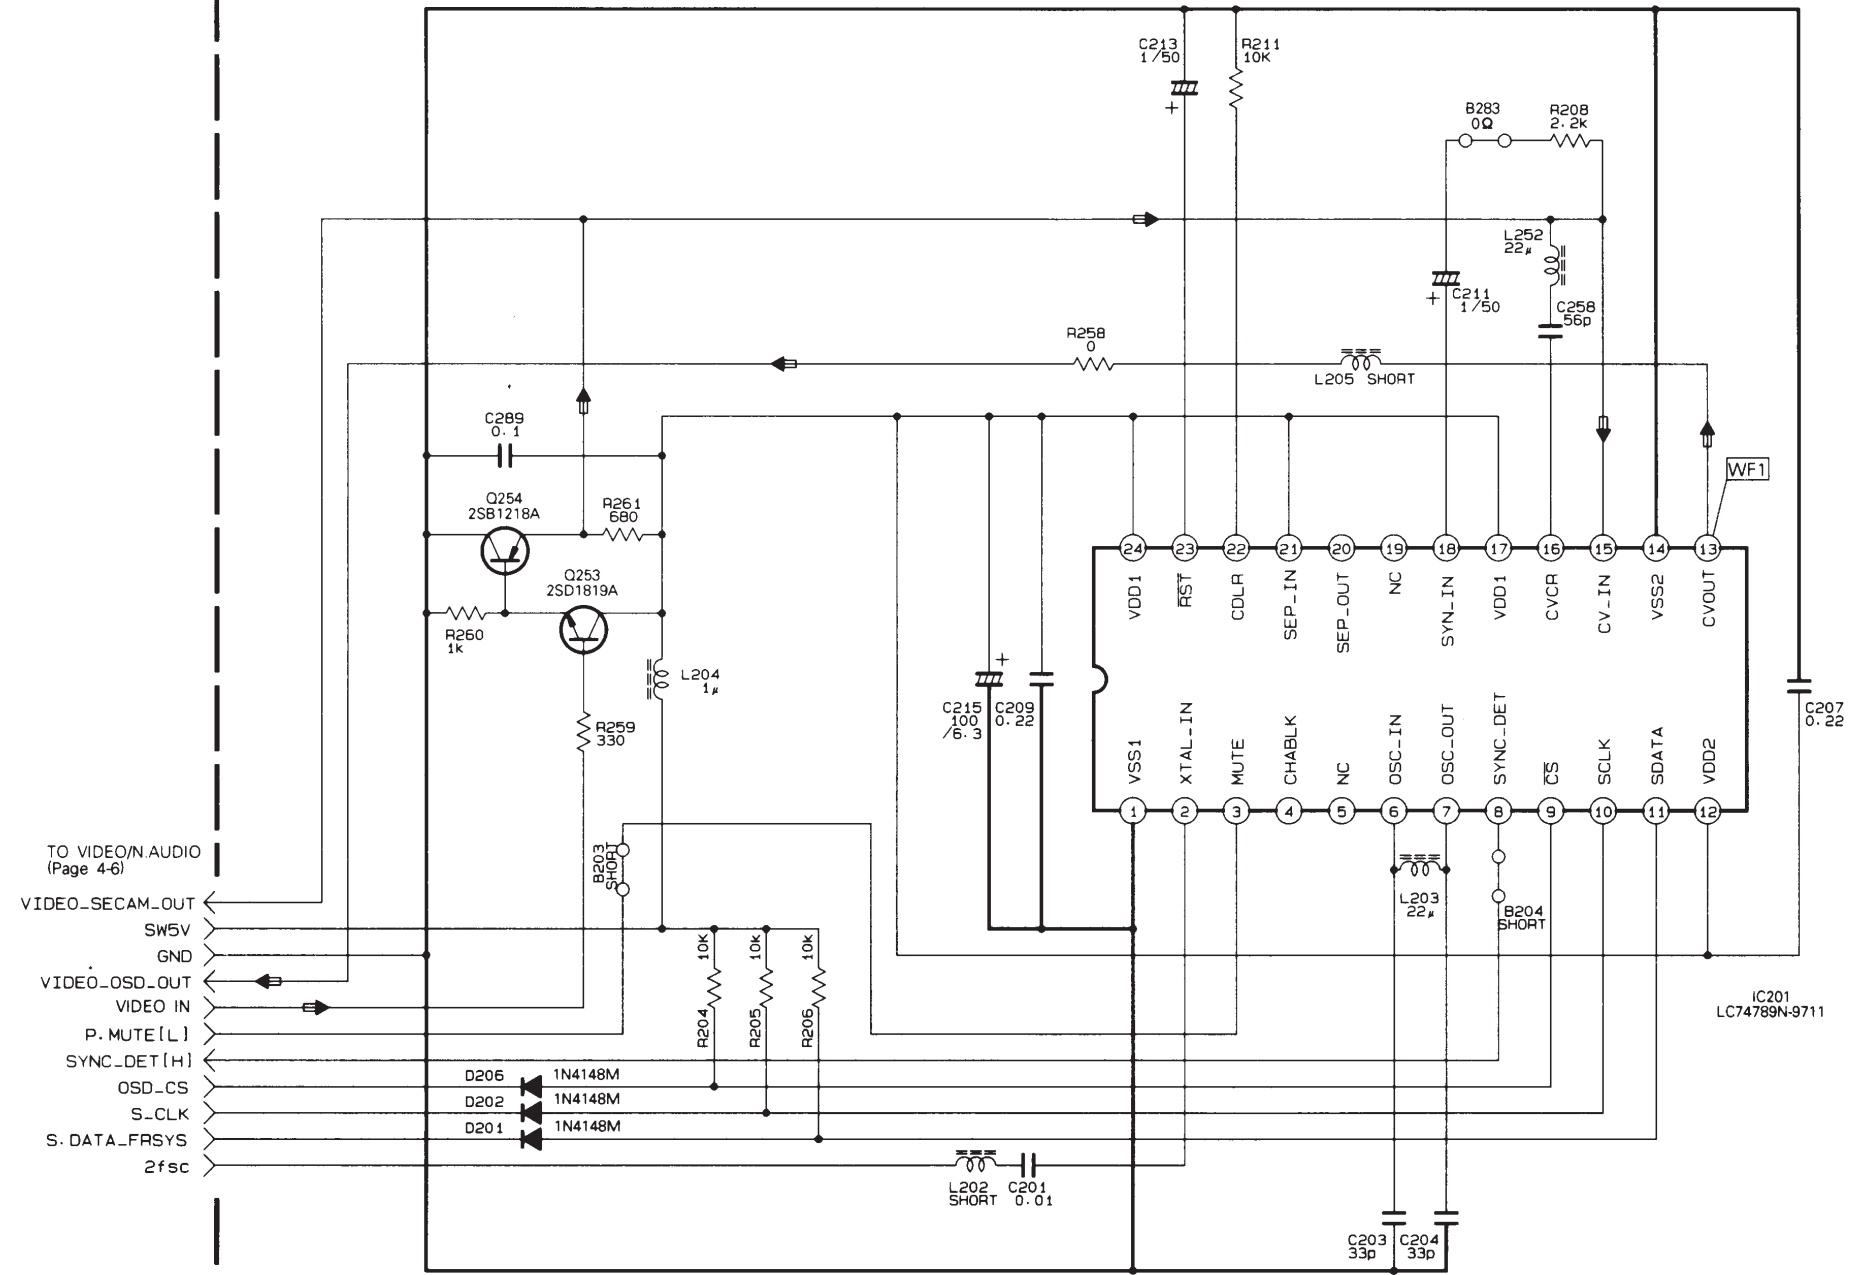 C213
1/50
R211
10K
B283
0Ω
R208
2.2K
L252
22μ
C211
1/50
C258
56p
R258
0
L205 SHORT
C289
0.1
WF1
Q254
2SB1218A
R261
680
Q253
2SD1819A
R260
1k
L204
1μ
R259
330
C215
100
/6.3
C209
0.22
C207
0.22
24 23 22 21 20 19 18 17 16 15 14 13
VDD1
RST
CDLR
SEP_IN
SEP_OUT
NC
SYN_IN
VDD1
CVCR
CV_IN
VSS2
CVOUT
VSS1
XTAL_IN
MUTE
CHABLK
NC
OSC_IN
OSC_OUT
SYNC_DET
CS
SCLK
SDATA
VDD2
1 2 3 4 5 6 7 8 9 10 11 12
B203
SHORT
L203
22μ
B204
SHORT
IC201
LC74789N-9711
TO VIDEO/N.AUDIO
(Page 4-6)
VIDEO_SECAM_OUT
SW5V
GND
VIDEO_OSD_OUT
VIDEO IN
P.MUTE[L]
SYNC_DET[H]
OSD_CS
S_CLK
S.DATA_FRSYS
2fsc
10K
R204
10K
R205
10K
R206
D206 1N4148M
D202 1N4148M
D201 1N4148M
L202
SHORT
C201
0.01
C203
33p
C204
33p
+
+
+